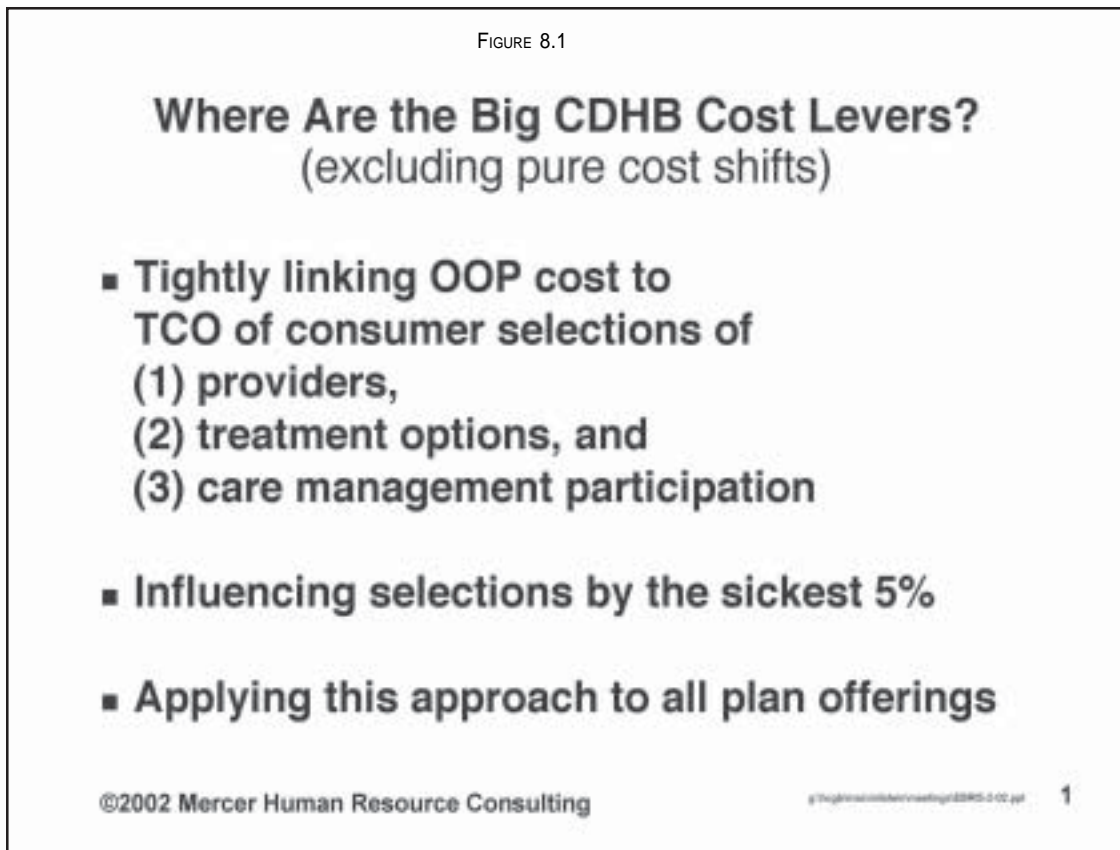 FIGURE 8.1
Where Are the Big CDHB Cost Levers?
(excluding pure cost shifts)
▪ Tightly linking OOP cost to
TCO of consumer selections of
(1) providers,
(2) treatment options, and
(3) care management participation
▪ Influencing selections by the sickest 5%
▪ Applying this approach to all plan offerings
©2002 Mercer Human Resource Consulting
1